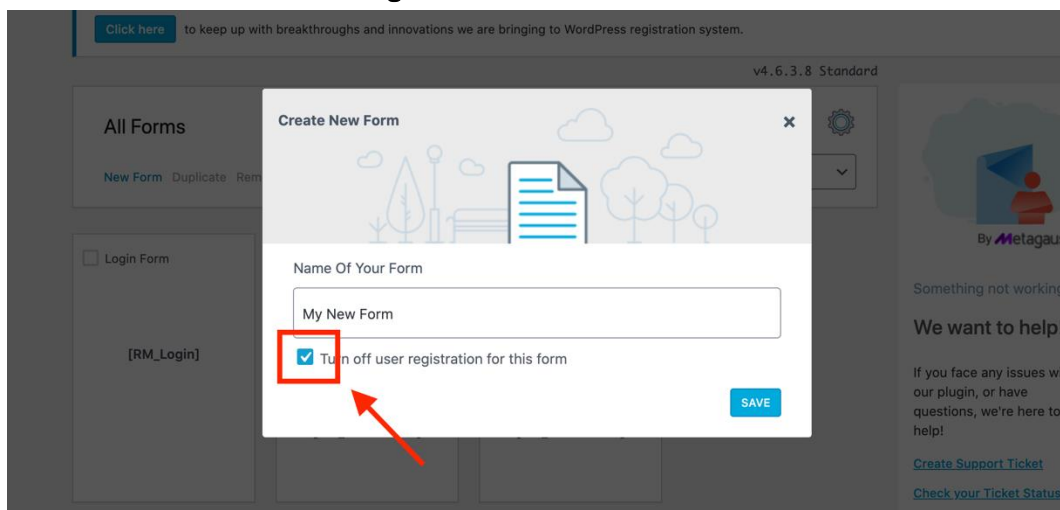 Click here to keep up with breakthroughs and innovations we are bringing to WordPress registration system.
v4.6.3.8 Standard
All Forms
New Form Duplicate Rem
Create New Form
By Metagau
Login Form
Name Of Your Form
My New Form
Turn off user registration for this form
[RM_Login]
SAVE
Something not working
We want to help
If you face any issues w
our plugin, or have
questions, we're here to
help!
Create Support Ticket
Check your Ticket Status